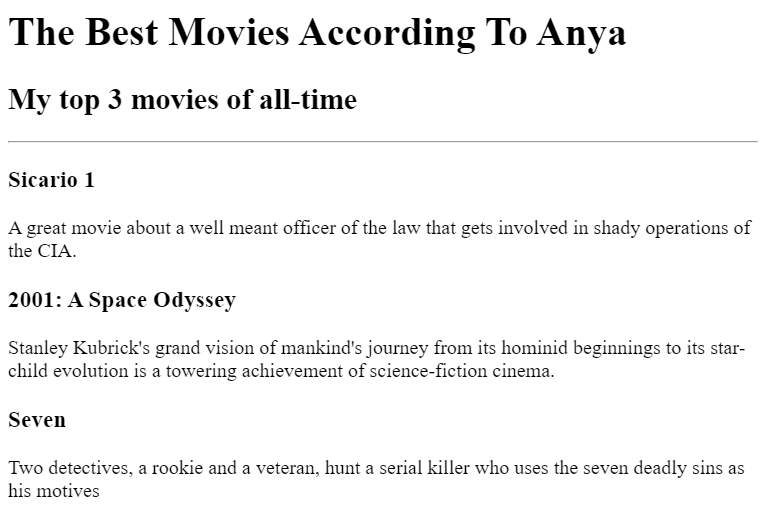 The Best Movies According To Anya
My top 3 movies of all-time
Sicario 1
A great movie about a well meant officer of the law that gets involved in shady operations of
the CIA.
2001: A Space Odyssey
Stanley Kubrick's grand vision of mankind's journey from its hominid beginnings to its star-
child evolution is a towering achievement of science-fiction cinema.
Seven
Two detectives, a rookie and a veteran, hunt a serial killer who uses the seven deadly sins as
his motives